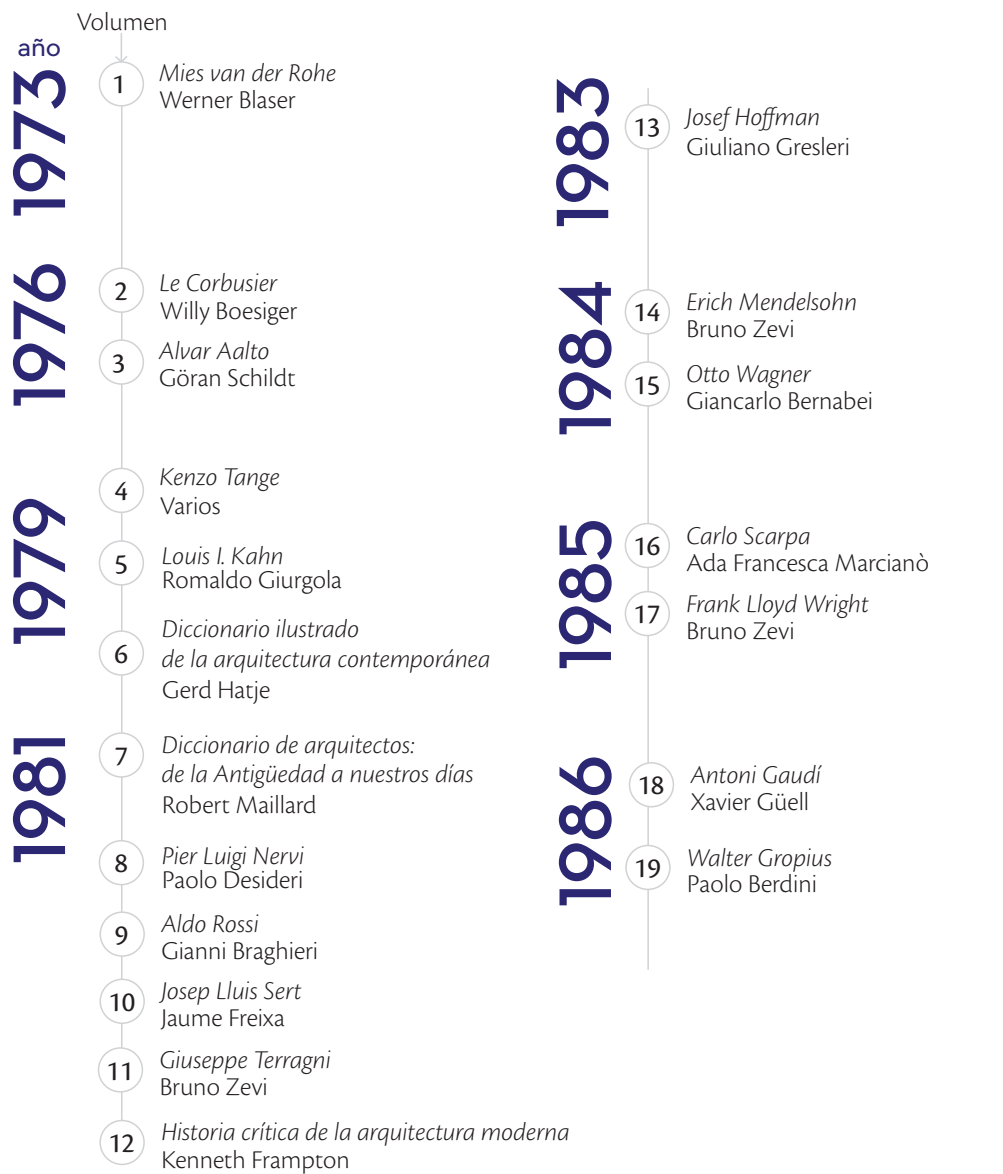 Volumen
año
1973
1
Mies van der Rohe
Werner Blaser
1976
2
Le Corbusier
Willy Boesiger
3
Alvar Aalto
Göran Schildt
1979
4
Kenzo Tange
Varios
5
Louis I. Kahn
Romaldo Giurgola
6
Diccionario ilustrado
de la arquitectura contemporánea
Gerd Hatje
1981
7
Diccionario de arquitectos:
de la Antigüedad a nuestros días
Robert Maillard
8
Pier Luigi Nervi
Paolo Desideri
9
Aldo Rossi
Gianni Braghieri
10
Josep Lluis Sert
Jaume Freixa
11
Giuseppe Terragni
Bruno Zevi
12
Historia crítica de la arquitectura moderna
Kenneth Frampton
1983
13
Josef Hoffman
Giuliano Gresleri
1984
14
Erich Mendelsohn
Bruno Zevi
15
Otto Wagner
Giancarlo Bernabei
1985
16
Carlo Scarpa
Ada Francesca Marcianò
17
Frank Lloyd Wright
Bruno Zevi
1986
18
Antoni Gaudí
Xavier Güell
19
Walter Gropius
Paolo Berdini